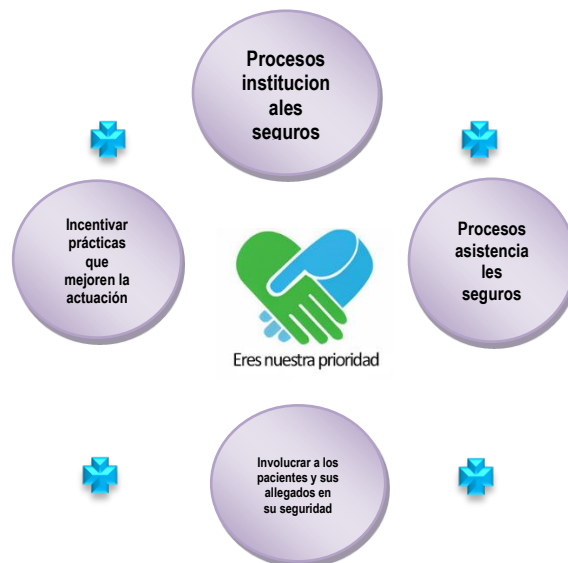 Procesos
institucion
ales
seguros
Incentivar
prácticas
que
mejoren la
actuación
Procesos
asistencia
les
seguros
Eres nuestra prioridad
Involucrar a los
pacientes y sus
allegados en
su seguridad